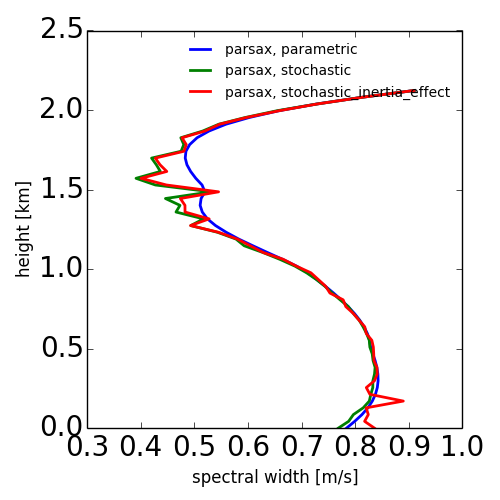 2.5
parsax, parametric
parsax, stochastic
parsax, stochastic_inertia_effect
2.0
1.5
height [km]
1.0
0.5
0.0
0.3 0.4 0.5 0.6 0.7 0.8 0.9 1.0
spectral width [m/s]